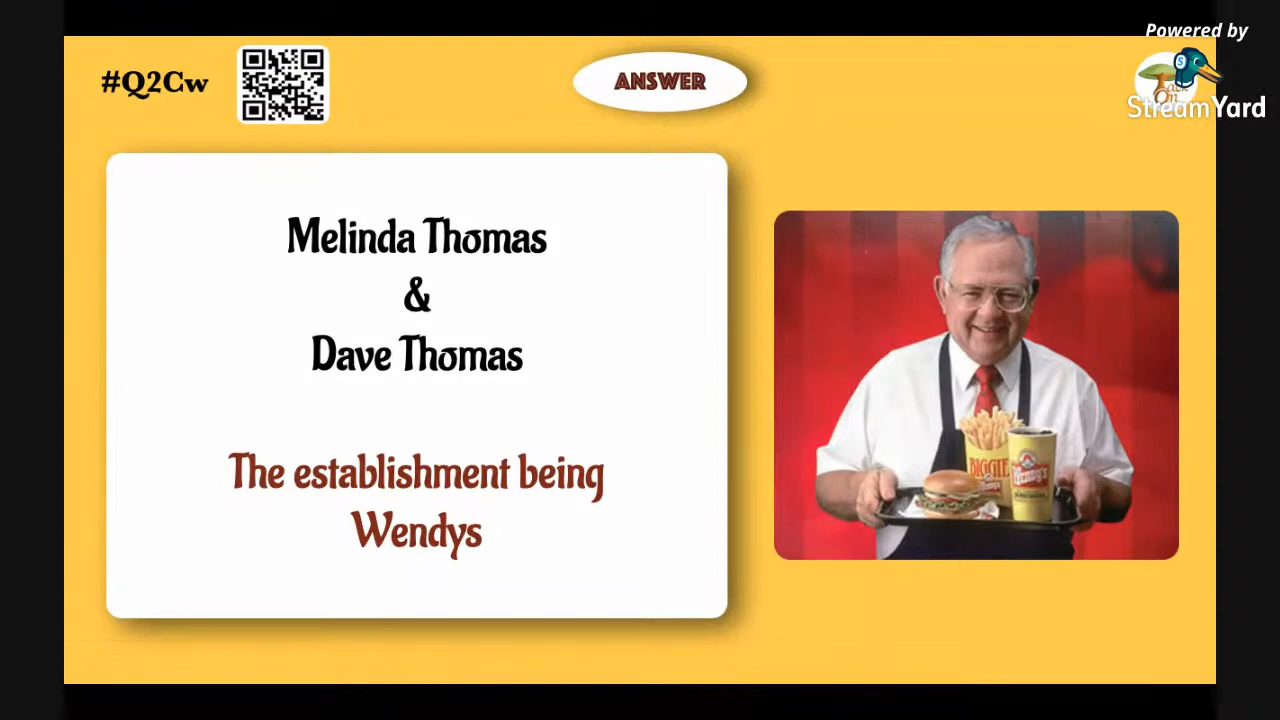 Powered by
#Q2Cw
ANSWER
StreamYard
Melinda Thomas
&
Dave Thomas
The establishment being
Wendys
BIGGIE
Wendy's